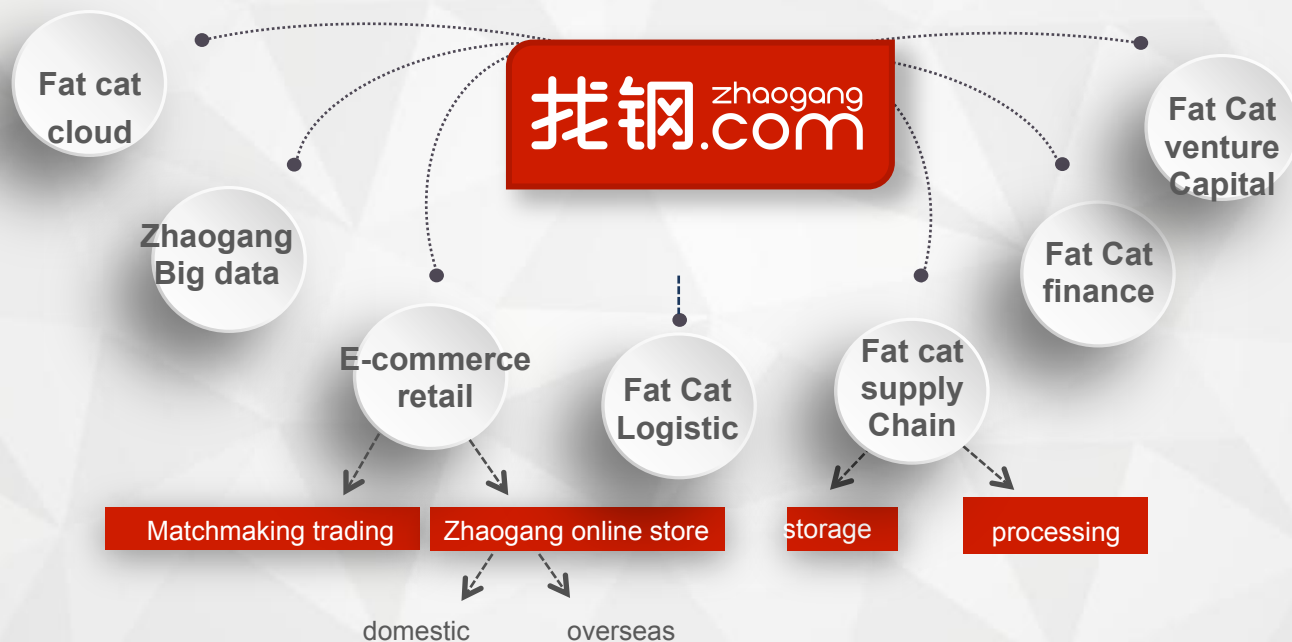 找钢 zhaogang
.com
Fat cat
cloud
Zhaogang
Big data
E-commerce
retail
Fat Cat
Logistic
Fat cat
supply
Chain
Fat Cat
finance
Fat Cat
venture
Capital
Matchmaking trading
Zhaogang online store
storage
processing
domestic
overseas